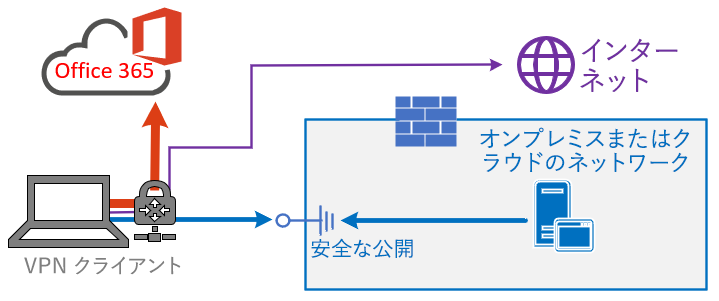 Office 365
インター
ネット
オンプレミスまたはク
ラウドのネットワーク
安全な公開
VPN クライアント